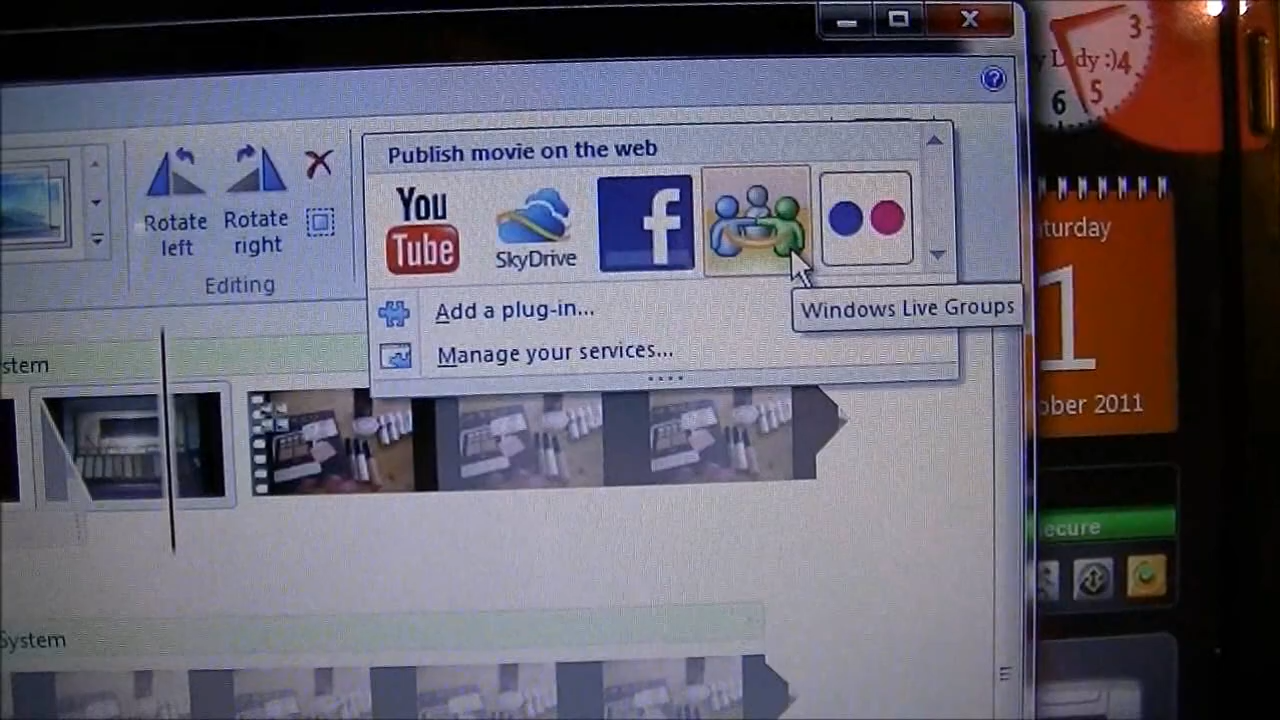 Publish movie on the web
You
Tube
SkyDrive
f
Rotate
left
Rotate
right
Editing
Add a plug-in...
Manage your services...
Windows Live Groups
stem
System
3
y L dy :)4
5
6
turday
1
ober 2011
ecure
?